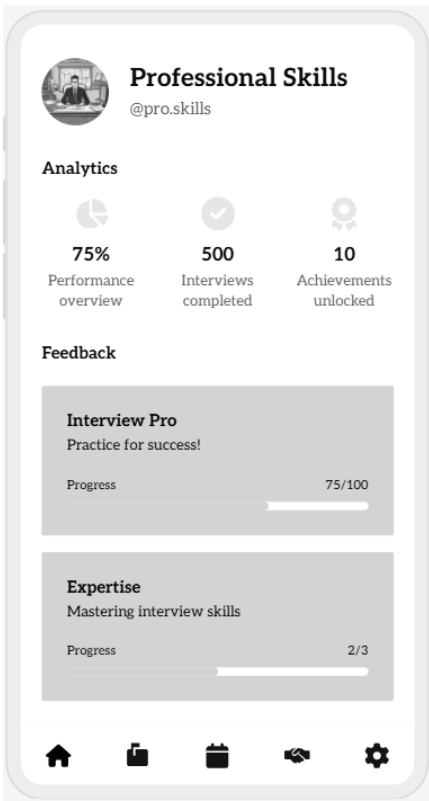 Professional Skills
@pro.skills
Analytics
75%
500
10
Performance overview
Interviews completed
Achievements unlocked
Feedback
Interview Pro
Practice for success!
Progress 75/100
Expertise
Mastering interview skills
Progress 2/3